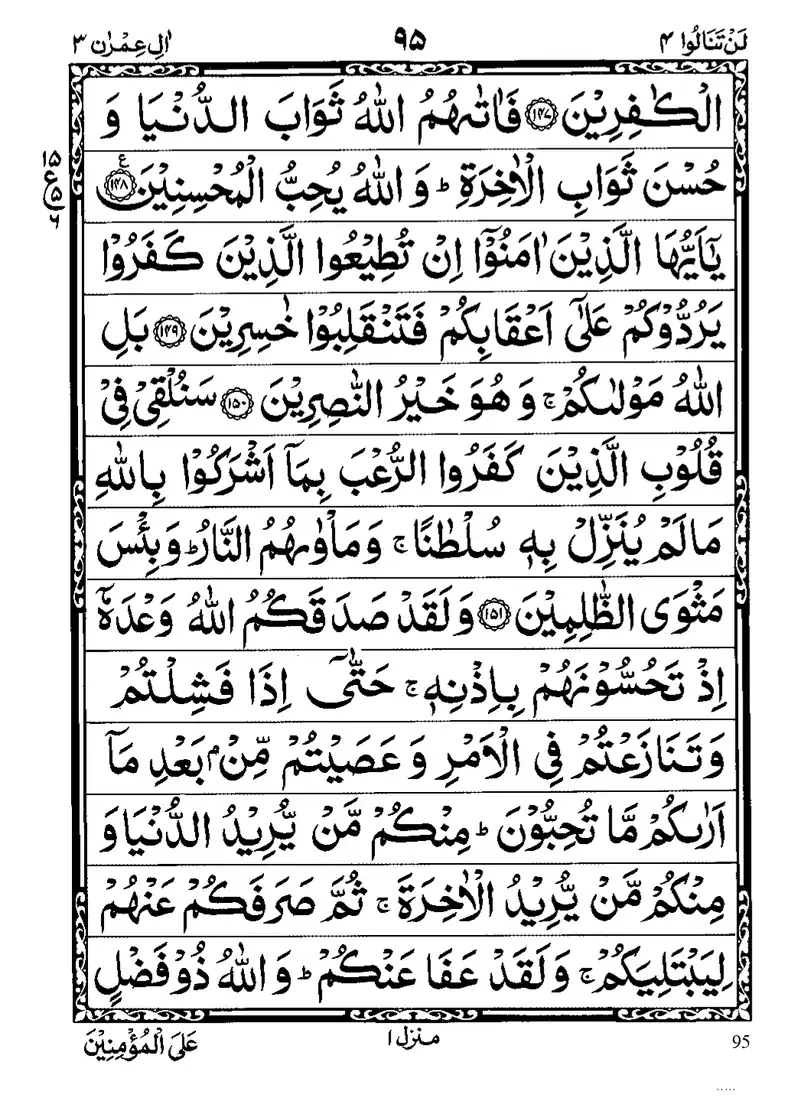 لَنْ تَنَالُوا ۴ ۹۵ اٰلِ عِمْرٰن ۳
الْكٰفِرِيْنَ ﴿۱۴۷﴾ فَاٰتٰىهُمُ اللّٰهُ ثَوَابَ الدُّنْيَا وَ
حُسْنَ ثَوَابِ الْاٰخِرَةِ ؕ وَ اللّٰهُ يُحِبُّ الْمُحْسِنِيْنَ ﴿۱۴۸﴾ ع
۱۵
ع
۵
۶
يٰۤاَيُّهَا الَّذِيْنَ اٰمَنُوْۤا اِنْ تُطِيْعُوا الَّذِيْنَ كَفَرُوْا
يَرُدُّوْكُمْ عَلٰۤى اَعْقَابِكُمْ فَتَنْقَلِبُوْا خٰسِرِيْنَ ﴿۱۴۹﴾ بَلِ
اللّٰهُ مَوْلٰىكُمْ ۚ وَ هُوَ خَيْرُ النّٰصِرِيْنَ ﴿۱۵۰﴾ سَنُلْقِيْ فِيْ
قُلُوْبِ الَّذِيْنَ كَفَرُوا الرُّعْبَ بِمَاۤ اَشْرَكُوْا بِاللّٰهِ
مَا لَمْ يُنَزِّلْ بِهٖ سُلْطٰنًا ۚ وَ مَاْوٰىهُمُ النَّارُ ؕ وَ بِئْسَ
مَثْوَى الظّٰلِمِيْنَ ﴿۱۵۱﴾ وَ لَقَدْ صَدَقَكُمُ اللّٰهُ وَعْدَهٗۤ
اِذْ تَحُسُّوْنَهُمْ بِاِذْنِهٖ ۚ حَتّٰۤى اِذَا فَشِلْتُمْ
وَ تَنَازَعْتُمْ فِي الْاَمْرِ وَ عَصَيْتُمْ مِّنْۢ بَعْدِ مَاۤ
اَرٰىكُمْ مَّا تُحِبُّوْنَ ؕ مِنْكُمْ مَّنْ يُّرِيْدُ الدُّنْيَا وَ
مِنْكُمْ مَّنْ يُّرِيْدُ الْاٰخِرَةَ ۚ ثُمَّ صَرَفَكُمْ عَنْهُمْ
لِيَبْتَلِيَكُمْ ۚ وَ لَقَدْ عَفَا عَنْكُمْ ؕ وَ اللّٰهُ ذُوْ فَضْلٍ
95 منزل ۱ عَلَى الْمُؤْمِنِيْنَ
.....